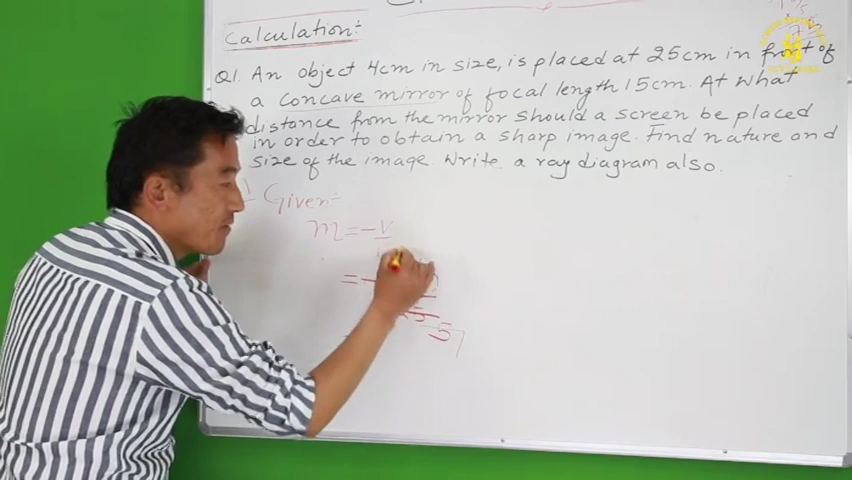 Calculation:-
Q1. An object 4cm in size, is placed at 25cm in front of
a concave mirror of focal length 15cm. At what
distance from the mirror should a screen be placed
in order to obtain a sharp image. Find nature and
size of the image. Write a ray diagram also.
Given:-
m = -v
= -
5